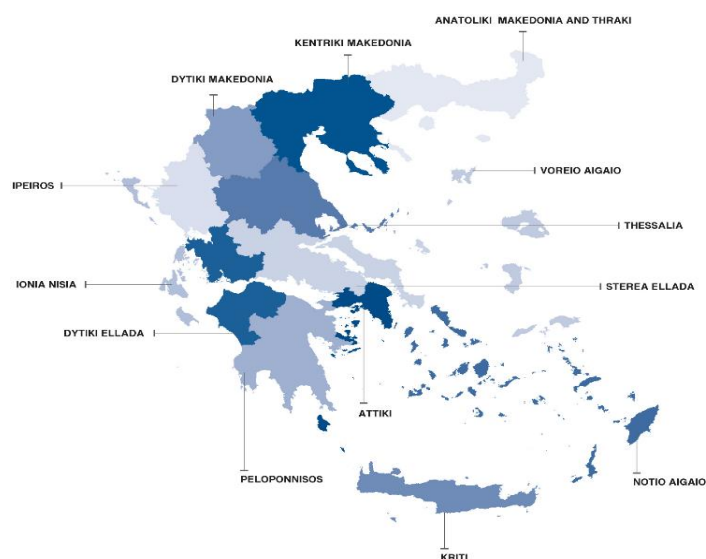 ANATOLIKI MAKEDONIA AND THRAKI
KENTRIKI MAKEDONIA
DYTIKI MAKEDONIA
VOREIO AIGAIO
IPEIROS
THESSALIA
IONIA NISIA
STEREA ELLADA
DYTIKI ELLADA
ATTIKI
PELOPONNISOS
NOTIO AIGAIO
KRITI